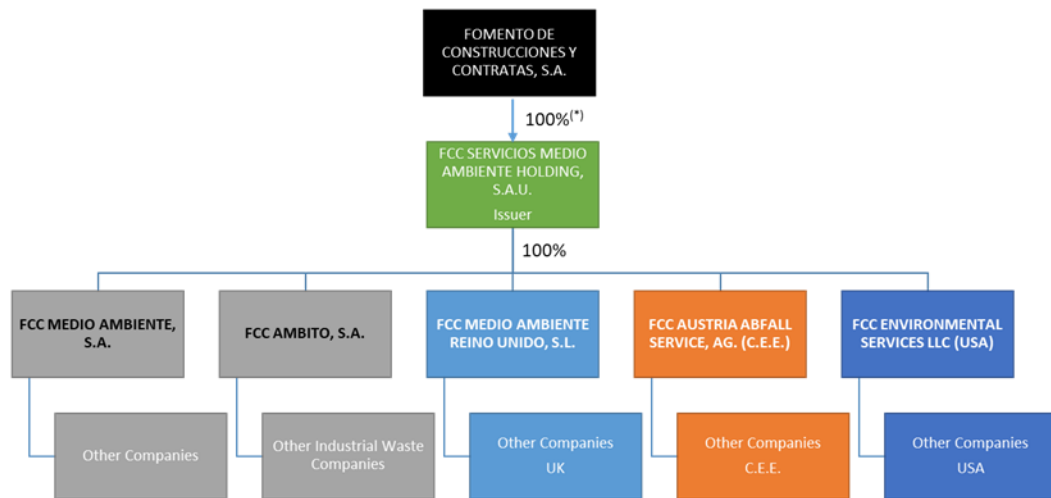 FOMENTO DE
CONSTRUCCIONES Y
CONTRATAS, S.A.
100%(*)
FCC SERVICIOS MEDIO
AMBIENTE HOLDING,
S.A.U.
Issuer
100%
FCC MEDIO AMBIENTE,
S.A.
FCC AMBITO, S.A.
FCC MEDIO AMBIENTE
REINO UNIDO, S.L.
FCC AUSTRIA ABFALL
SERVICE, AG. (C.E.E.)
FCC ENVIRONMENTAL
SERVICES LLC (USA)
Other Companies
Other Industrial Waste
Companies
Other Companies
UK
Other Companies
C.E.E.
Other Companies
USA